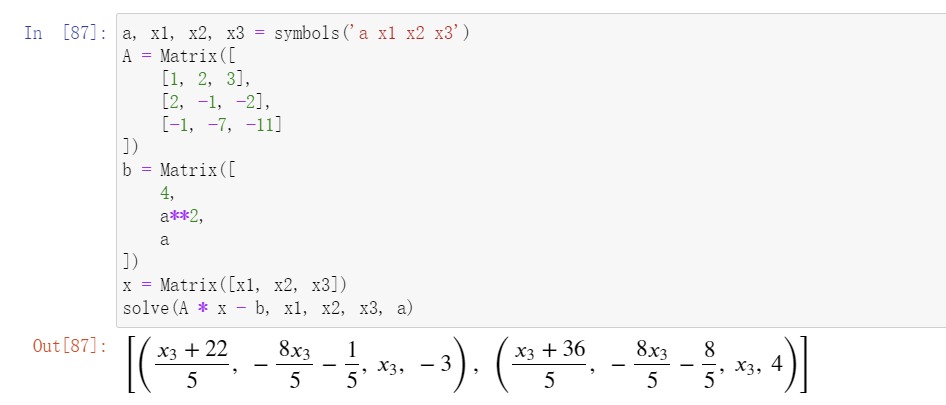 In [87]: a, x1, x2, x3 = symbols('a x1 x2 x3')
A = Matrix([
    [1, 2, 3],
    [2, -1, -2],
    [-1, -7, -11]
])
b = Matrix([
    4,
    a**2,
    a
])
x = Matrix([x1, x2, x3])
solve(A * x - b, x1, x2, x3, a)
Out[87]: [((x₃ + 22)/5, − 8x₃/5 − 1/5, x₃, − 3), ((x₃ + 36)/5, − 8x₃/5 − 8/5, x₃, 4)]